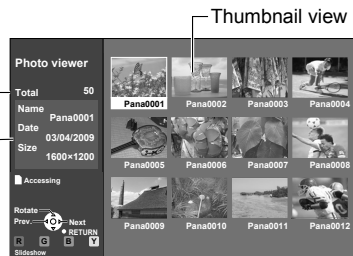 Thumbnail view
Photo viewer
Total 50
Name
Pana0001
Date
03/04/2009
Size
1600×1200
Accessing
Rotate
Prev. Next
RETURN
R G B Y
Slideshow
Pana0001 Pana0002 Pana0003 Pana0004
Pana0005 Pana0006 Pana0007 Pana0008
Pana0009 Pana0010 Pana0011 Pana0012